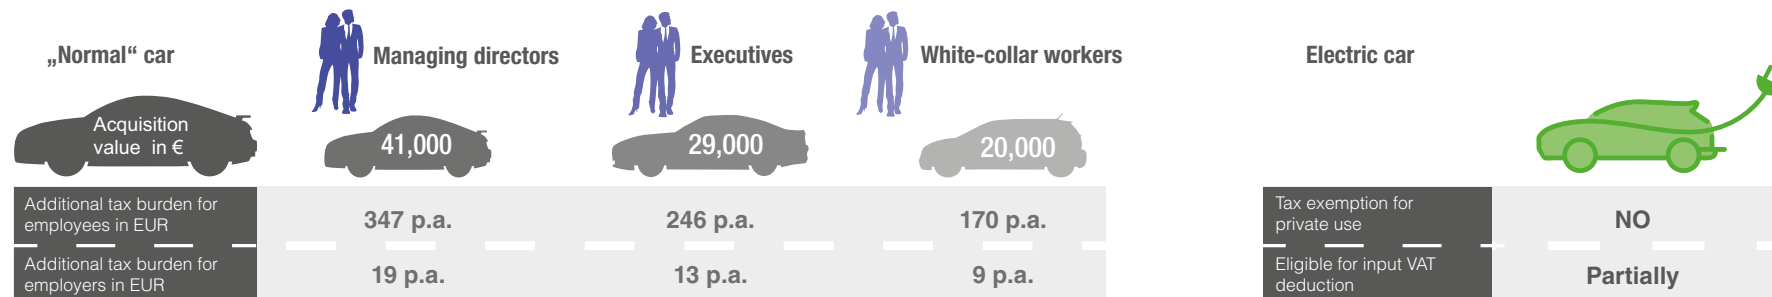 „Normal“ car
Managing directors
Executives
White-collar workers
Electric car
Acquisition
value in €
41,000
29,000
20,000
Additional tax burden for
employees in EUR
347 p.a.
246 p.a.
170 p.a.
Additional tax burden for
employers in EUR
19 p.a.
13 p.a.
9 p.a.
Tax exemption for
private use
NO
Eligible for input VAT
deduction
Partially